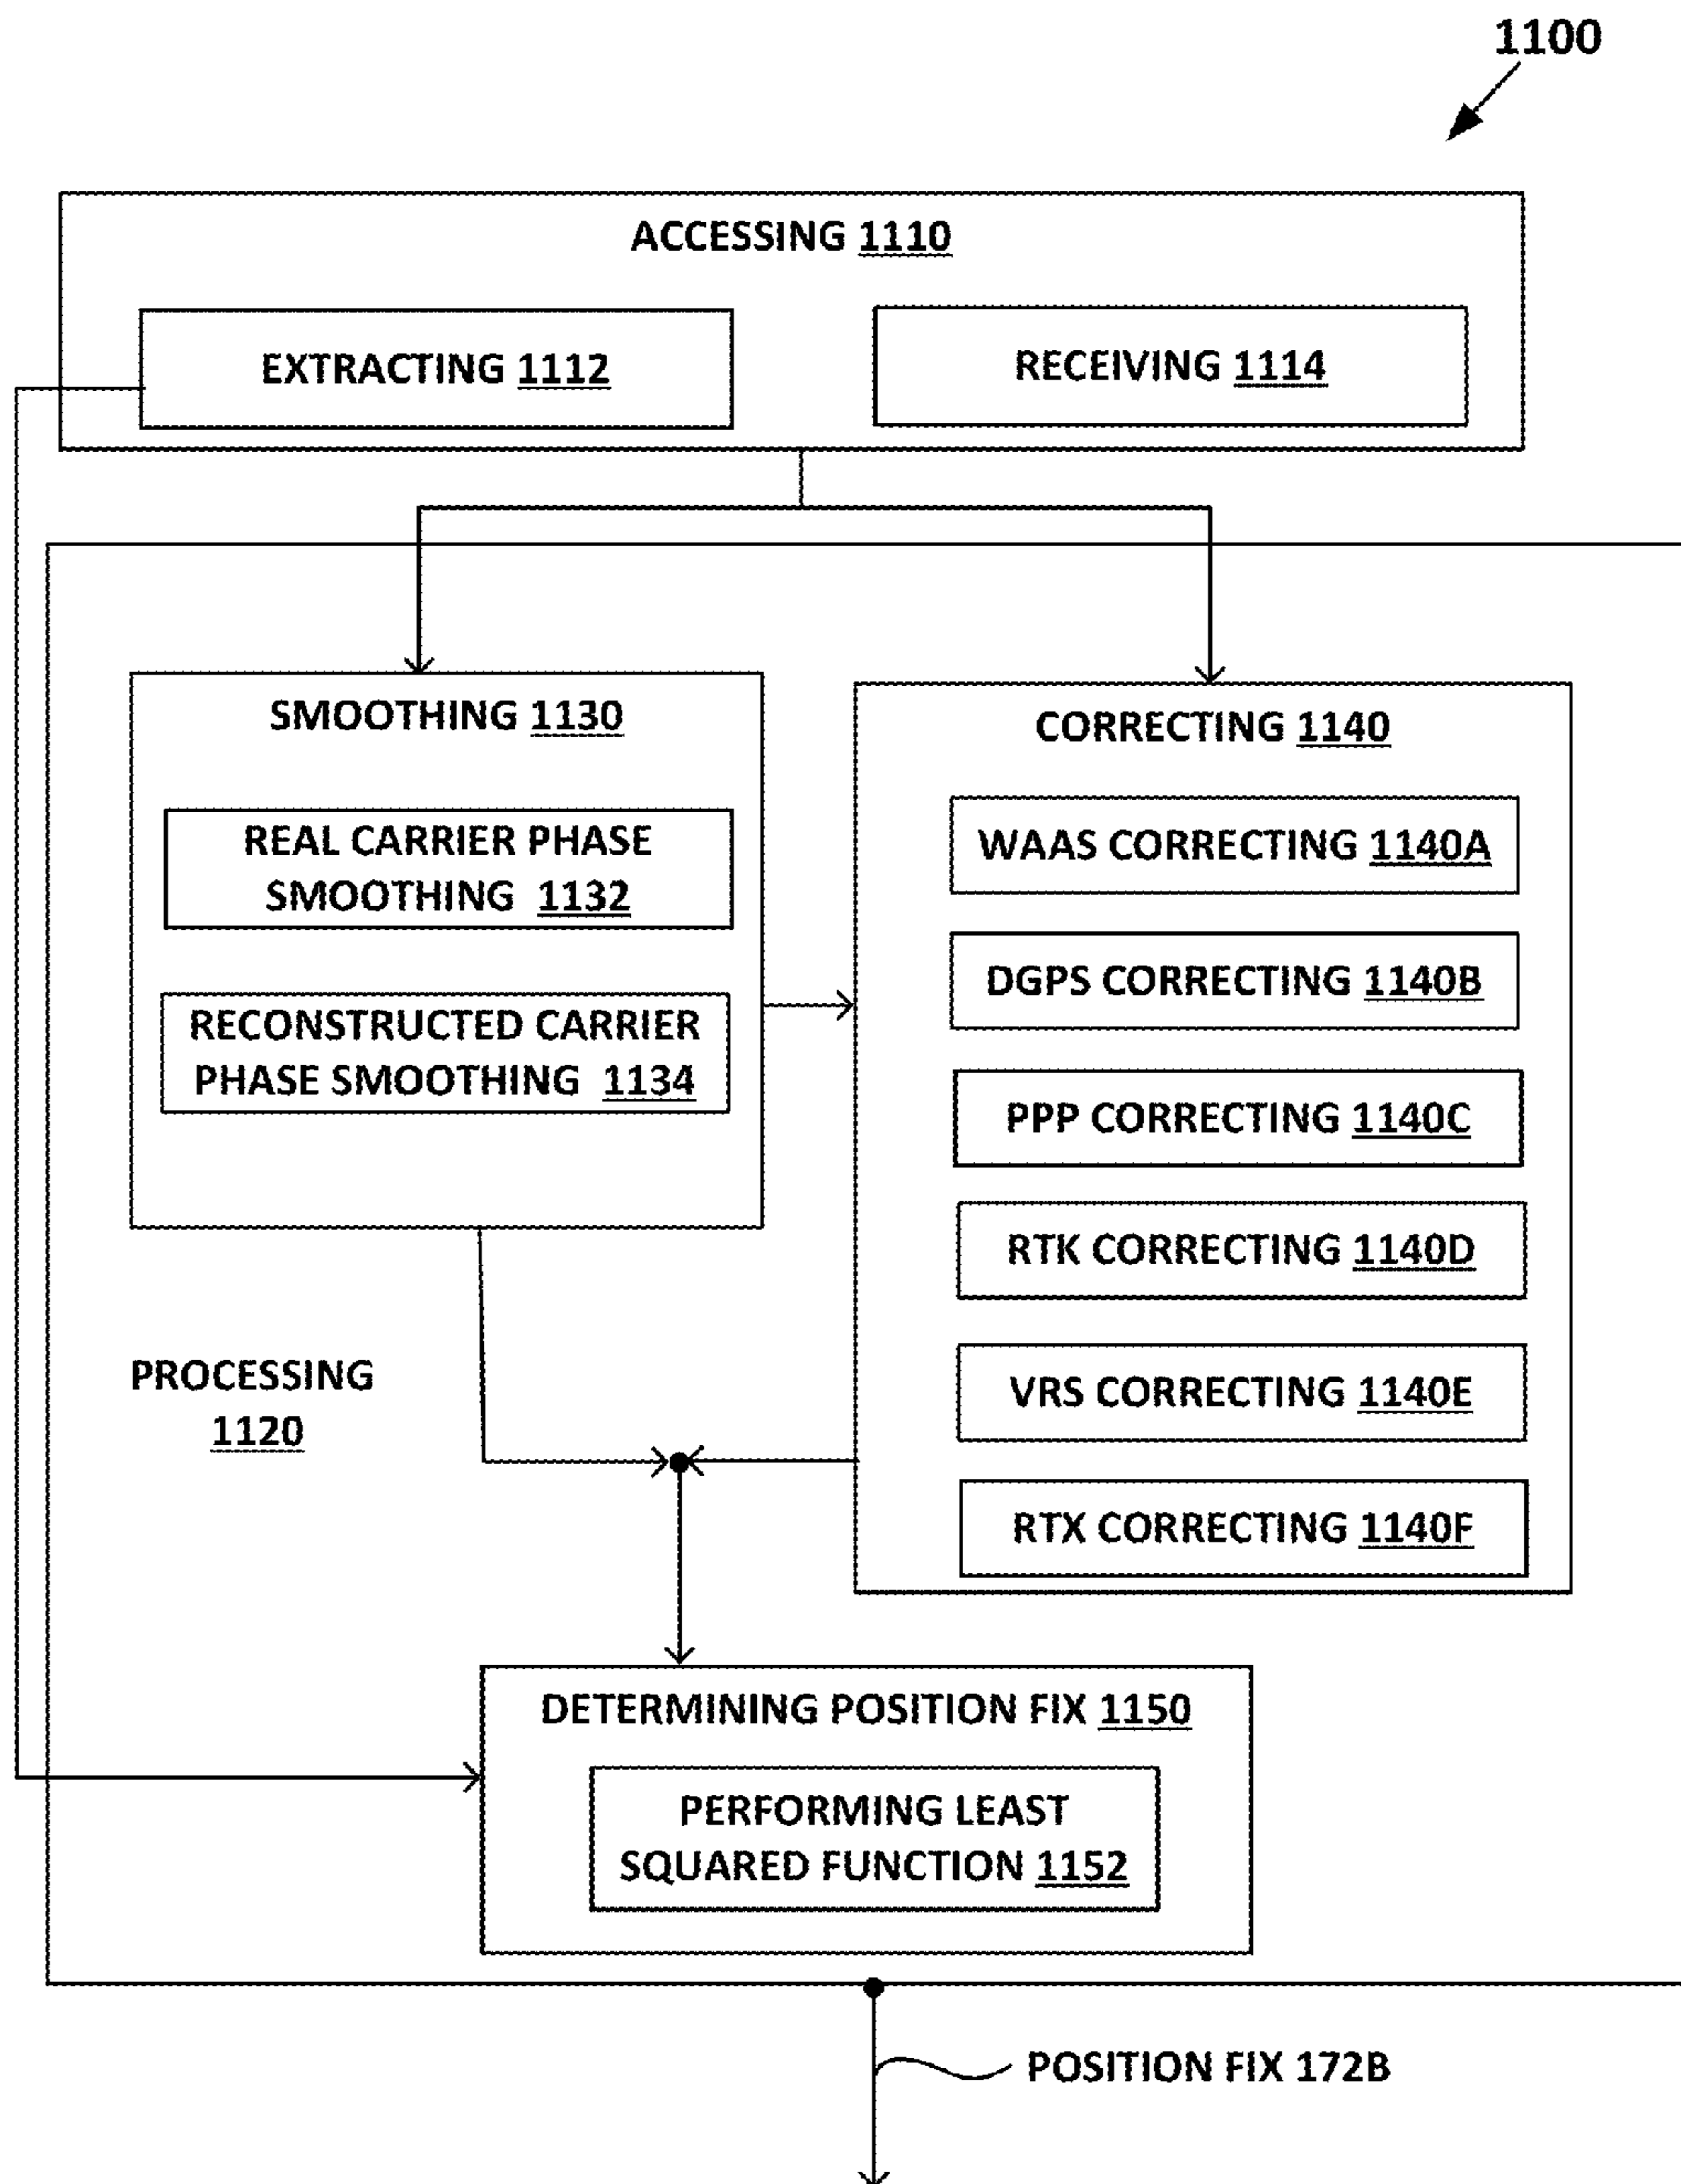 1100
ACCESSING 1110
EXTRACTING 1112
RECEIVING 1114
SMOOTHING 1130
REAL CARRIER PHASE
SMOOTHING 1132
RECONSTRUCTED CARRIER
PHASE SMOOTHING 1134
CORRECTING 1140
WAAS CORRECTING 1140A
DGPS CORRECTING 1140B
PPP CORRECTING 1140C
RTK CORRECTING 1140D
VRS CORRECTING 1140E
RTX CORRECTING 1140F
PROCESSING
1120
DETERMINING POSITION FIX 1150
PERFORMING LEAST
SQUARED FUNCTION 1152
POSITION FIX 172B